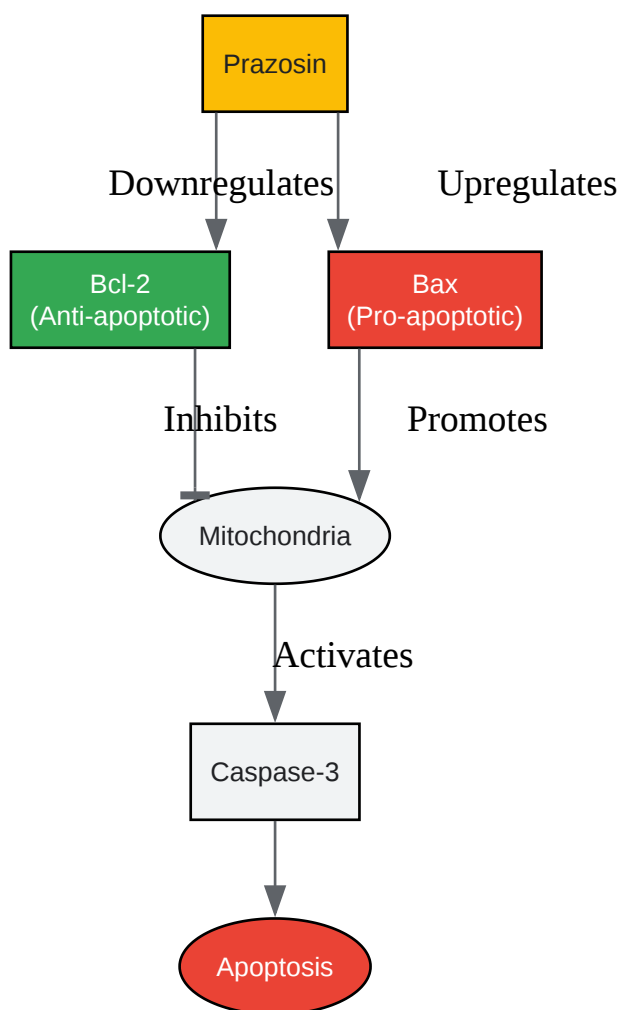 Prazosin
Downregulates
Upregulates
Bcl-2
(Anti-apoptotic)
Bax
(Pro-apoptotic)
Inhibits
Promotes
Mitochondria
Activates
Caspase-3
Apoptosis